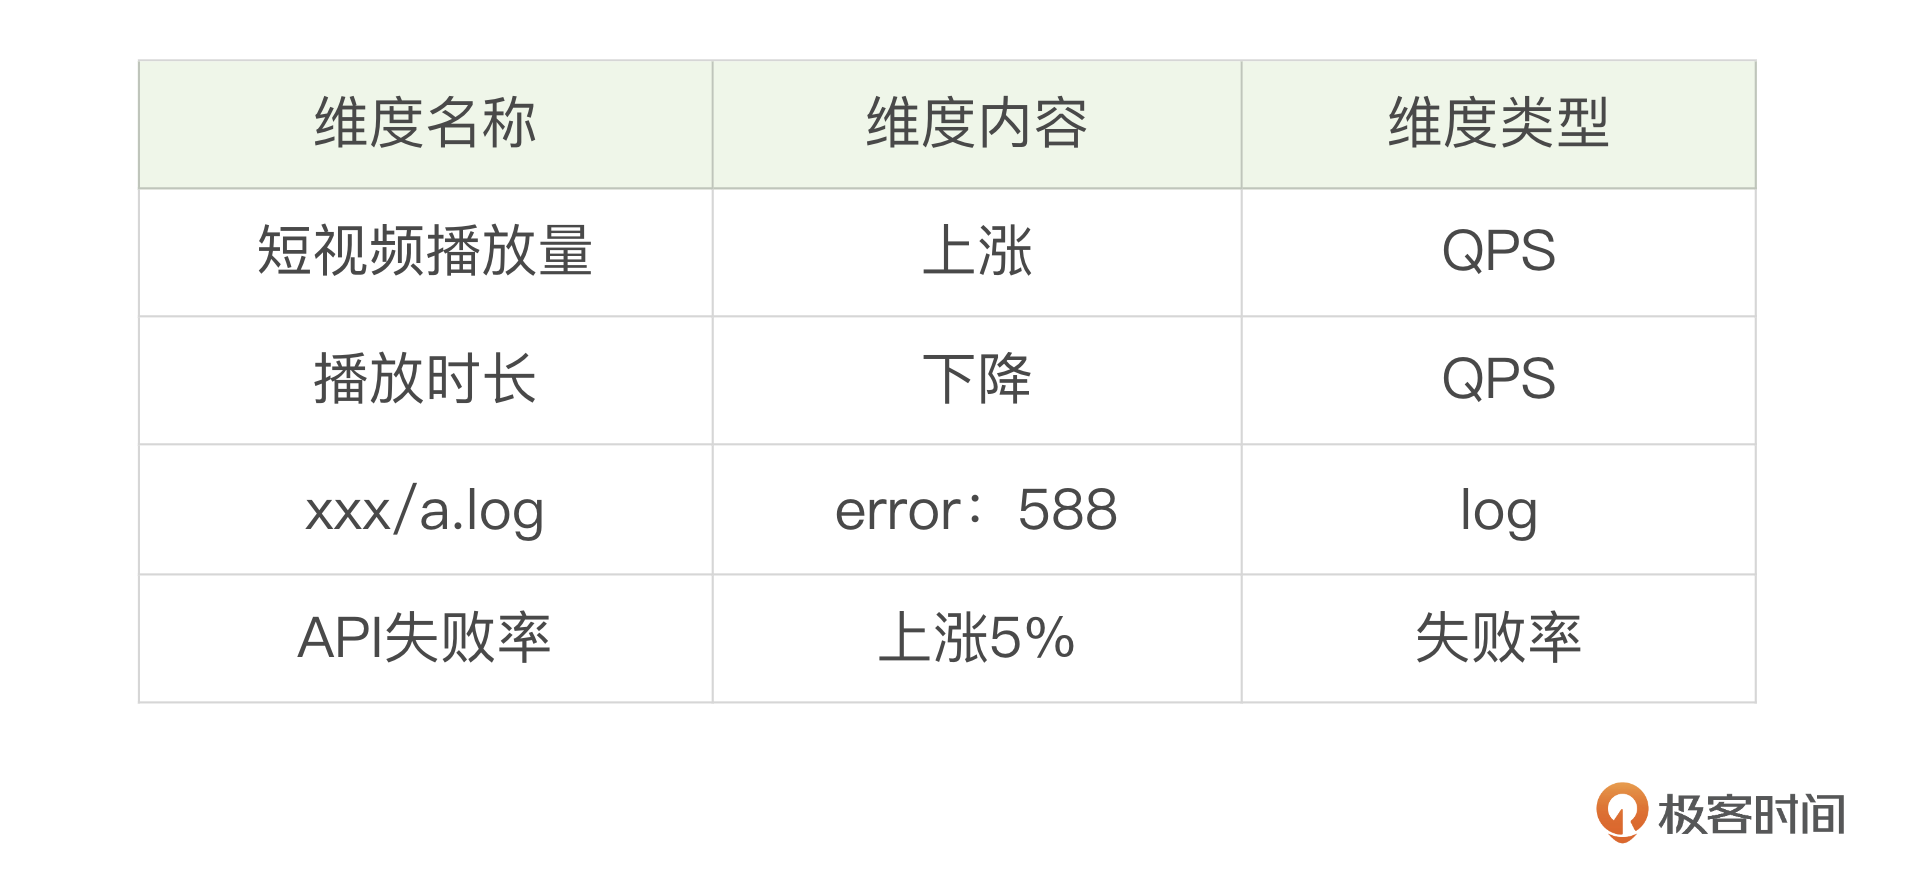 维度名称 维度内容 维度类型
短视频播放量 上涨 QPS
播放时长 下降 QPS
xxx/a.log error：588 log
API失败率 上涨5% 失败率
极客时间